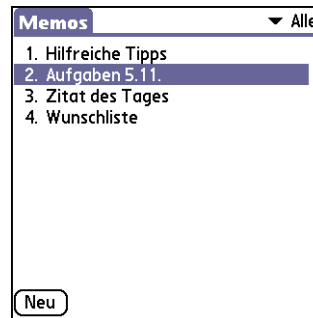 Memos
Alle
1. Hilfreiche Tipps
2. Aufgaben 5.11.
3. Zitat des Tages
4. Wunschliste
Neu